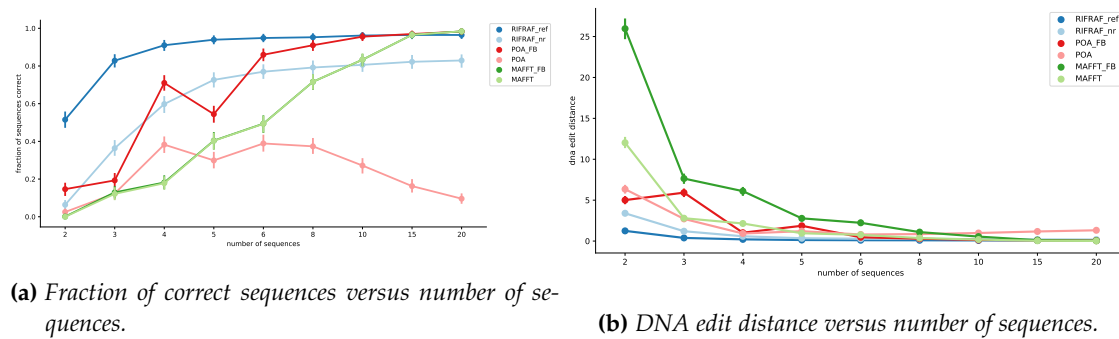 RIFRAF_ref
RIFRAF_nr
POA_FB
POA
MAFFT_FB
MAFFT
1.0
0.8
0.6
0.4
0.2
0.0
fraction of sequences correct
2 3 4 5 6 8 10 15 20
number of sequences
(a) Fraction of correct sequences versus number of se-
quences.
RIFRAF_ref
RIFRAF_nr
POA_FB
POA
MAFFT_FB
MAFFT
25
20
15
10
5
0
dna edit distance
2 3 4 5 6 8 10 15 20
number of sequences
(b) DNA edit distance versus number of sequences.